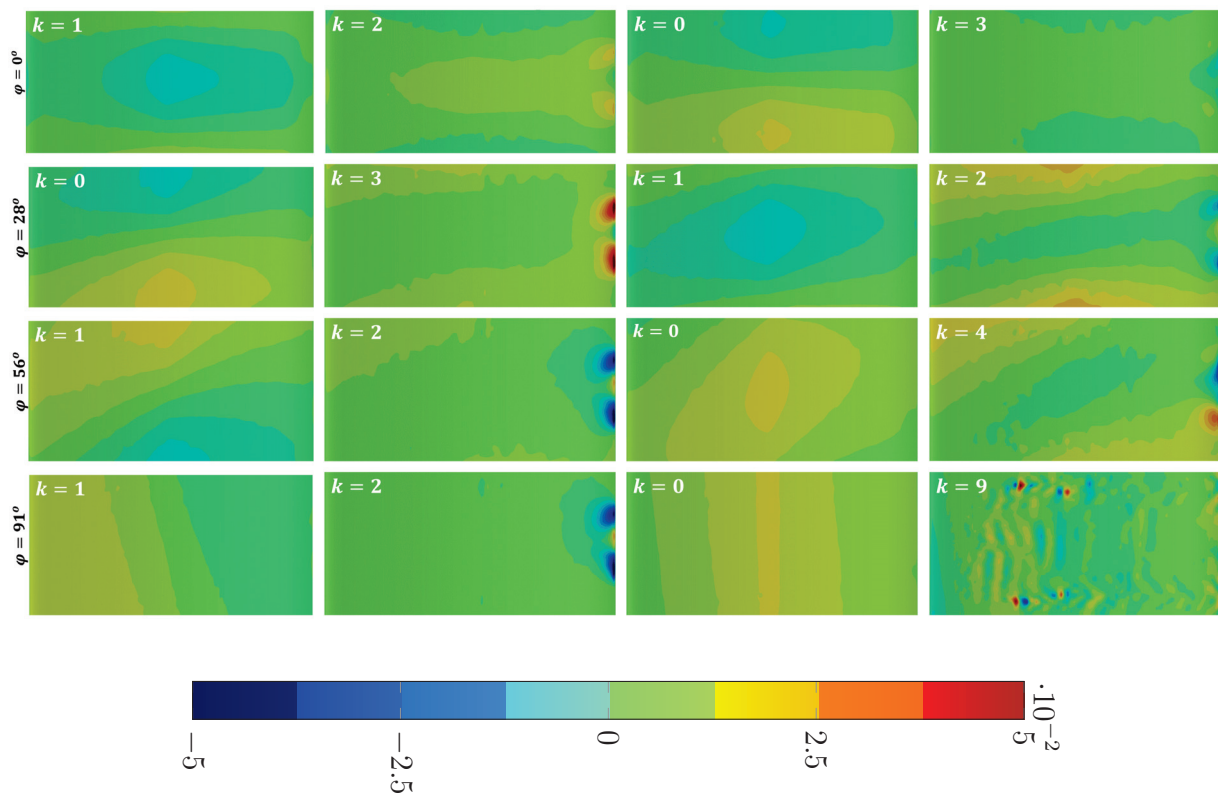 φ = 0°
k = 1
k = 2
k = 0
k = 3
φ = 28°
k = 0
k = 3
k = 1
k = 2
φ = 56°
k = 1
k = 2
k = 0
k = 4
φ = 91°
k = 1
k = 2
k = 0
k = 9
−5
−2.5
0
2.5
5
·10⁻²